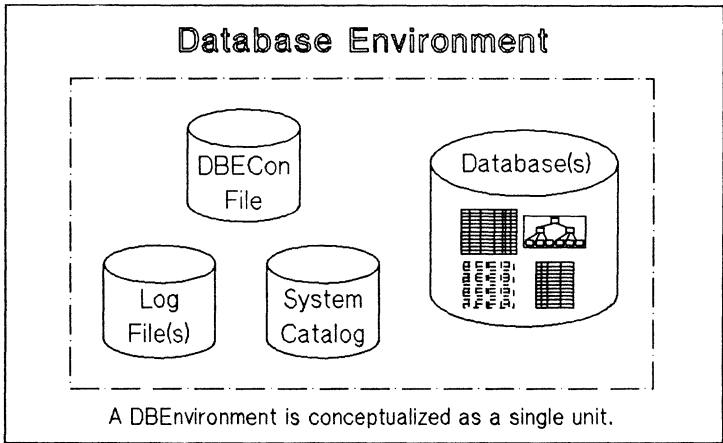 Database Environment
DBECon
File
Database(s)
Log
File(s)
System
Catalog
A DBEnvironment is conceptualized as a single unit.